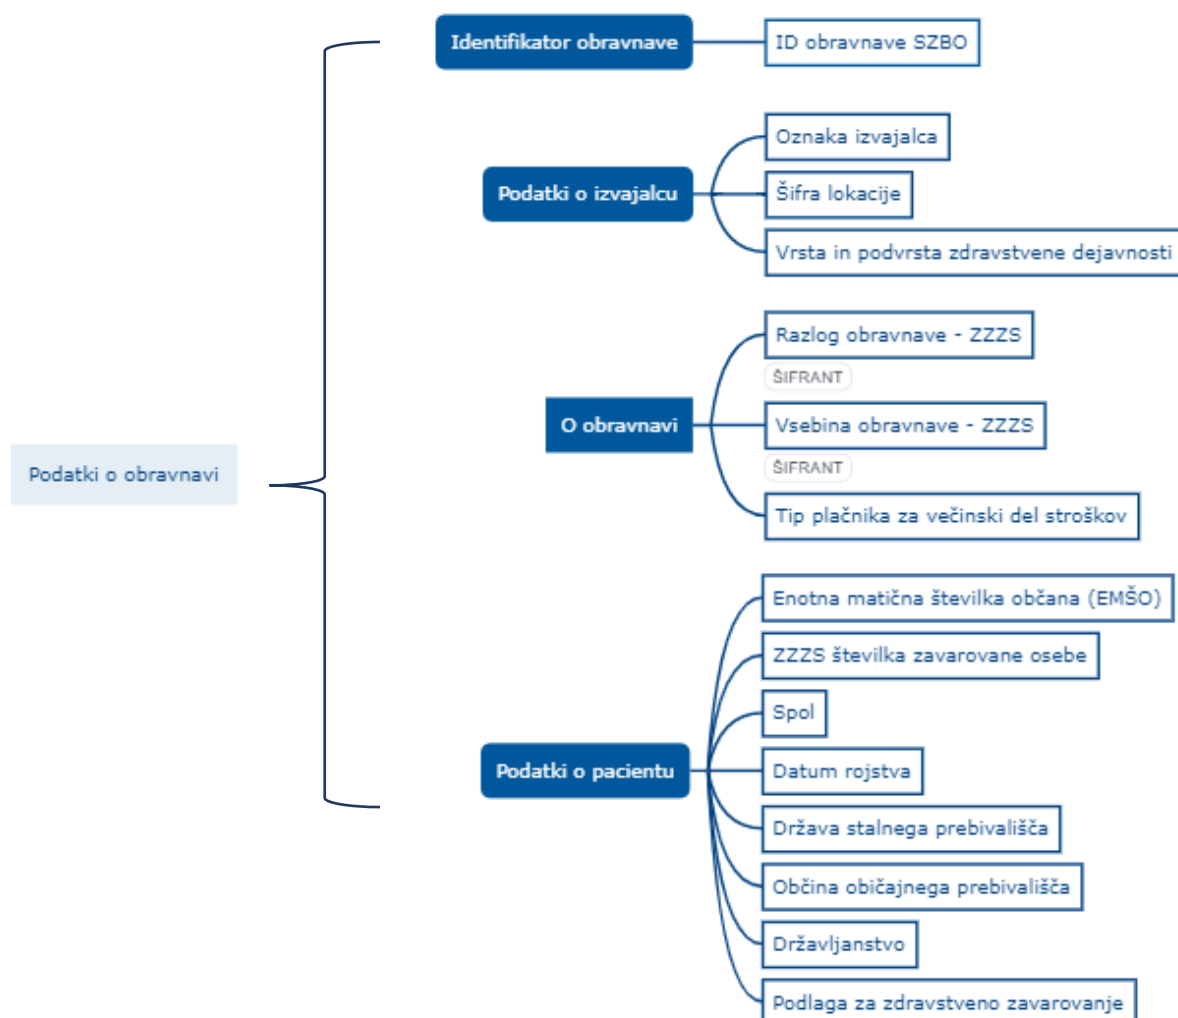 Podatki o obravnavi
Identifikator obravnave
ID obravnave SZBO
Podatki o izvajalcu
Oznaka izvajalca
Šifra lokacije
Vrsta in podvrsta zdravstvene dejavnosti
O obravnavi
Razlog obravnave - ZZZS
ŠIFRANT
Vsebina obravnave - ZZZS
ŠIFRANT
Tip plačnika za večinski del stroškov
Podatki o pacientu
Enotna matična številka občana (EMŠO)
ZZZS številka zavarovane osebe
Spol
Datum rojstva
Država stalnega prebivališča
Občina običajnega prebivališča
Državljanstvo
Podlaga za zdravstveno zavarovanje